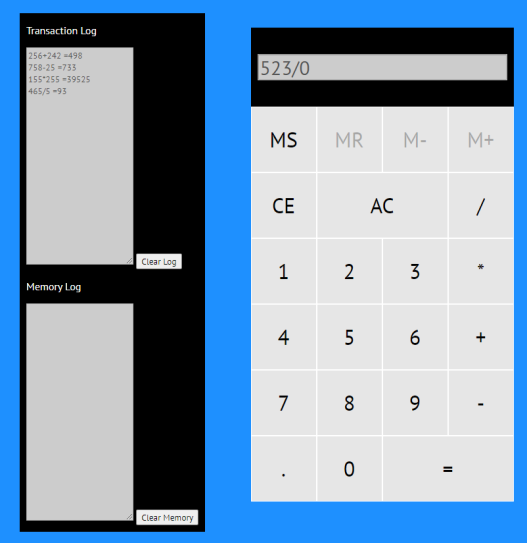 Transaction Log
256+242 =498
758-25 =733
155*255 =39525
465/5 =93
Clear Log
Memory Log
Clear Memory
523/0
MS MR M- M+
CE AC /
1 2 3 *
4 5 6 +
7 8 9 -
. 0 =